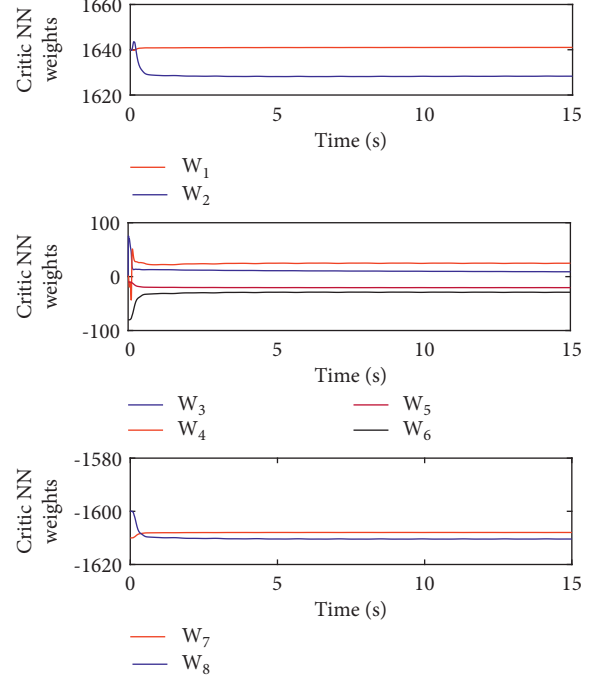 Critic NN
weights
1660
1640
1620
0 5 10 15
Time (s)
W1
W2
Critic NN
weights
100
0
-100
0 5 10 15
Time (s)
W3 W5
W4 W6
Critic NN
weights
-1580
-1600
-1620
0 5 10 15
Time (s)
W7
W8